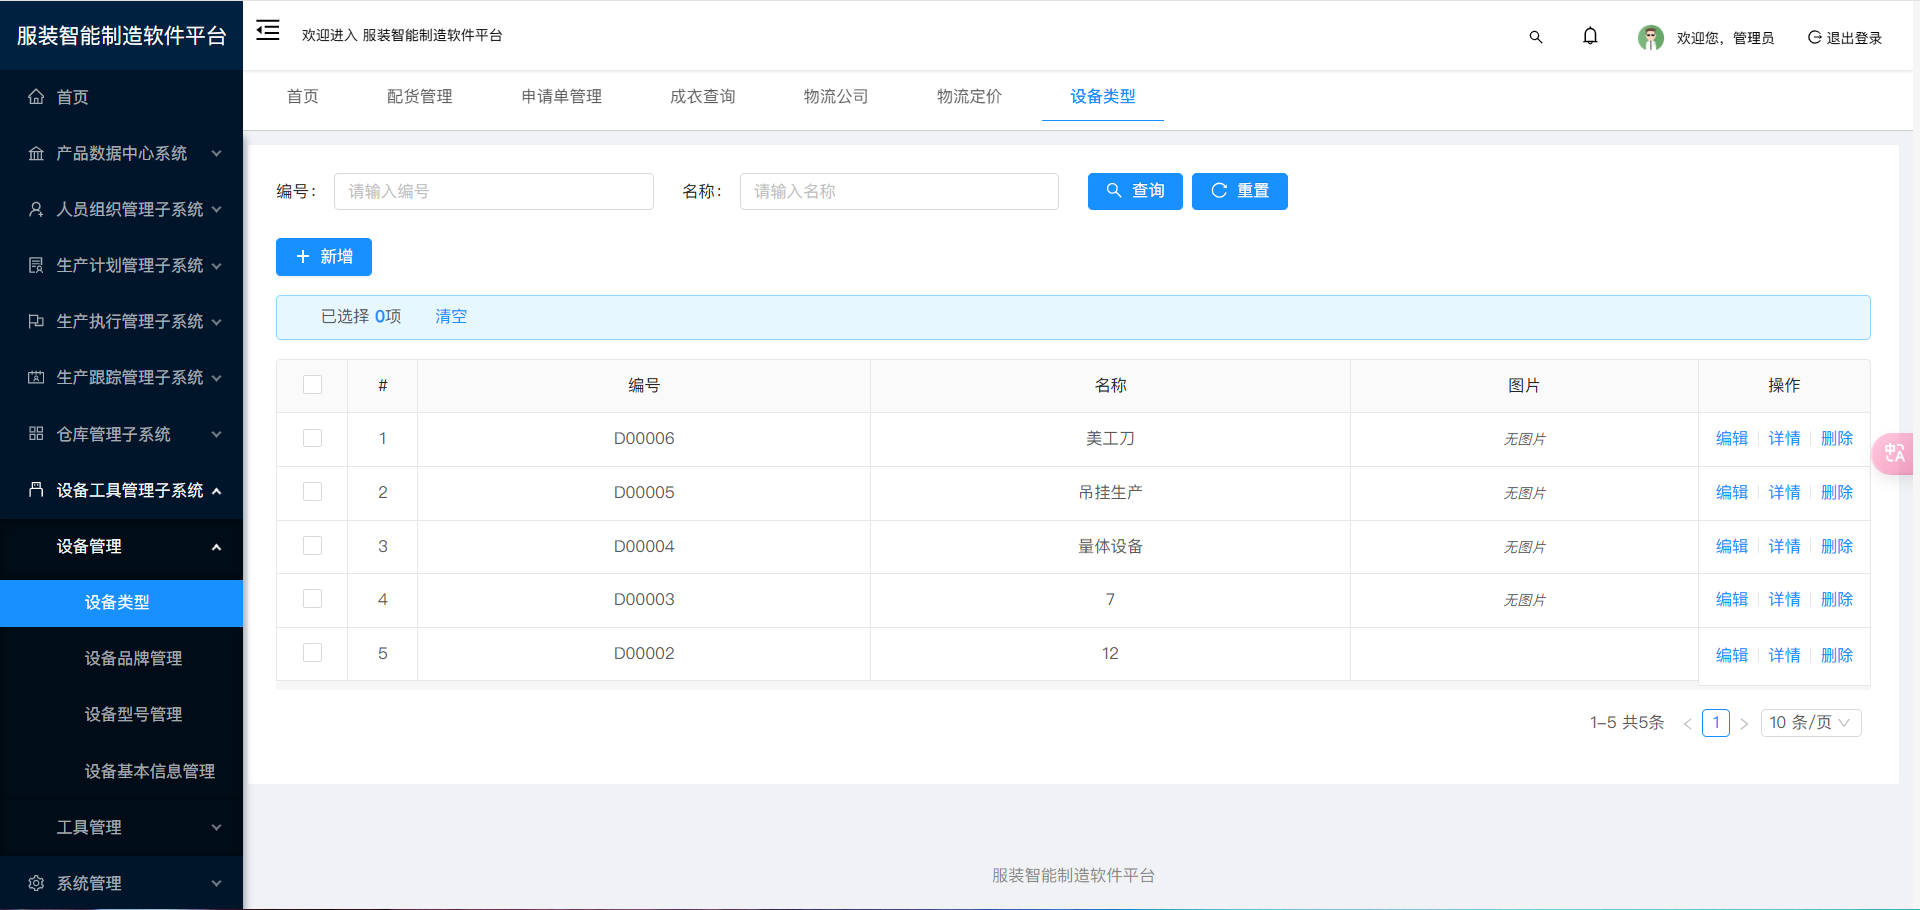 服装智能制造软件平台
欢迎进入 服装智能制造软件平台
欢迎您，管理员
退出登录
首页
产品数据中心系统
人员组织管理子系统
生产计划管理子系统
生产执行管理子系统
生产跟踪管理子系统
仓库管理子系统
设备工具管理子系统
设备管理
设备类型
设备品牌管理
设备型号管理
设备基本信息管理
工具管理
系统管理
首页 配货管理 申请单管理 成衣查询 物流公司 物流定价 设备类型
编号： 请输入编号 名称： 请输入名称 查询 重置
新增
已选择 0项 清空
# 编号 名称 图片 操作
1 D00006 美工刀 无图片 编辑 详情 删除
2 D00005 吊挂生产 无图片 编辑 详情 删除
3 D00004 量体设备 无图片 编辑 详情 删除
4 D00003 7 无图片 编辑 详情 删除
5 D00002 12 编辑 详情 删除
1-5 共5条 < 1 > 10 条/页
服装智能制造软件平台
中A